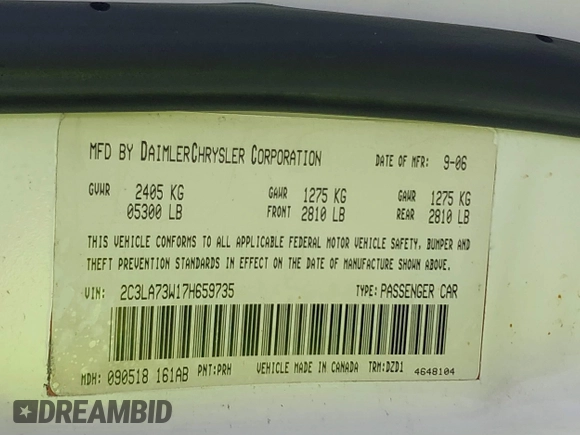 MFD BY DAIMLERCHRYSLER CORPORATION DATE OF MFR: 9-06
GVWR 2405 KG GAWR 1275 KG GAWR 1275 KG
05300 LB FRONT 2810 LB REAR 2810 LB
THIS VEHICLE CONFORMS TO ALL APPLICABLE FEDERAL MOTOR VEHICLE SAFETY, BUMPER AND
THEFT PREVENTION STANDARDS IN EFFECT ON THE DATE OF MANUFACTURE SHOWN ABOVE.
VIN: 2C3LA73W17H659735 TYPE: PASSENGER CAR
MDH: 090518 161AB PNT:PRH VEHICLE MADE IN CANADA TRM:DZD1 4648104
DREAMBID